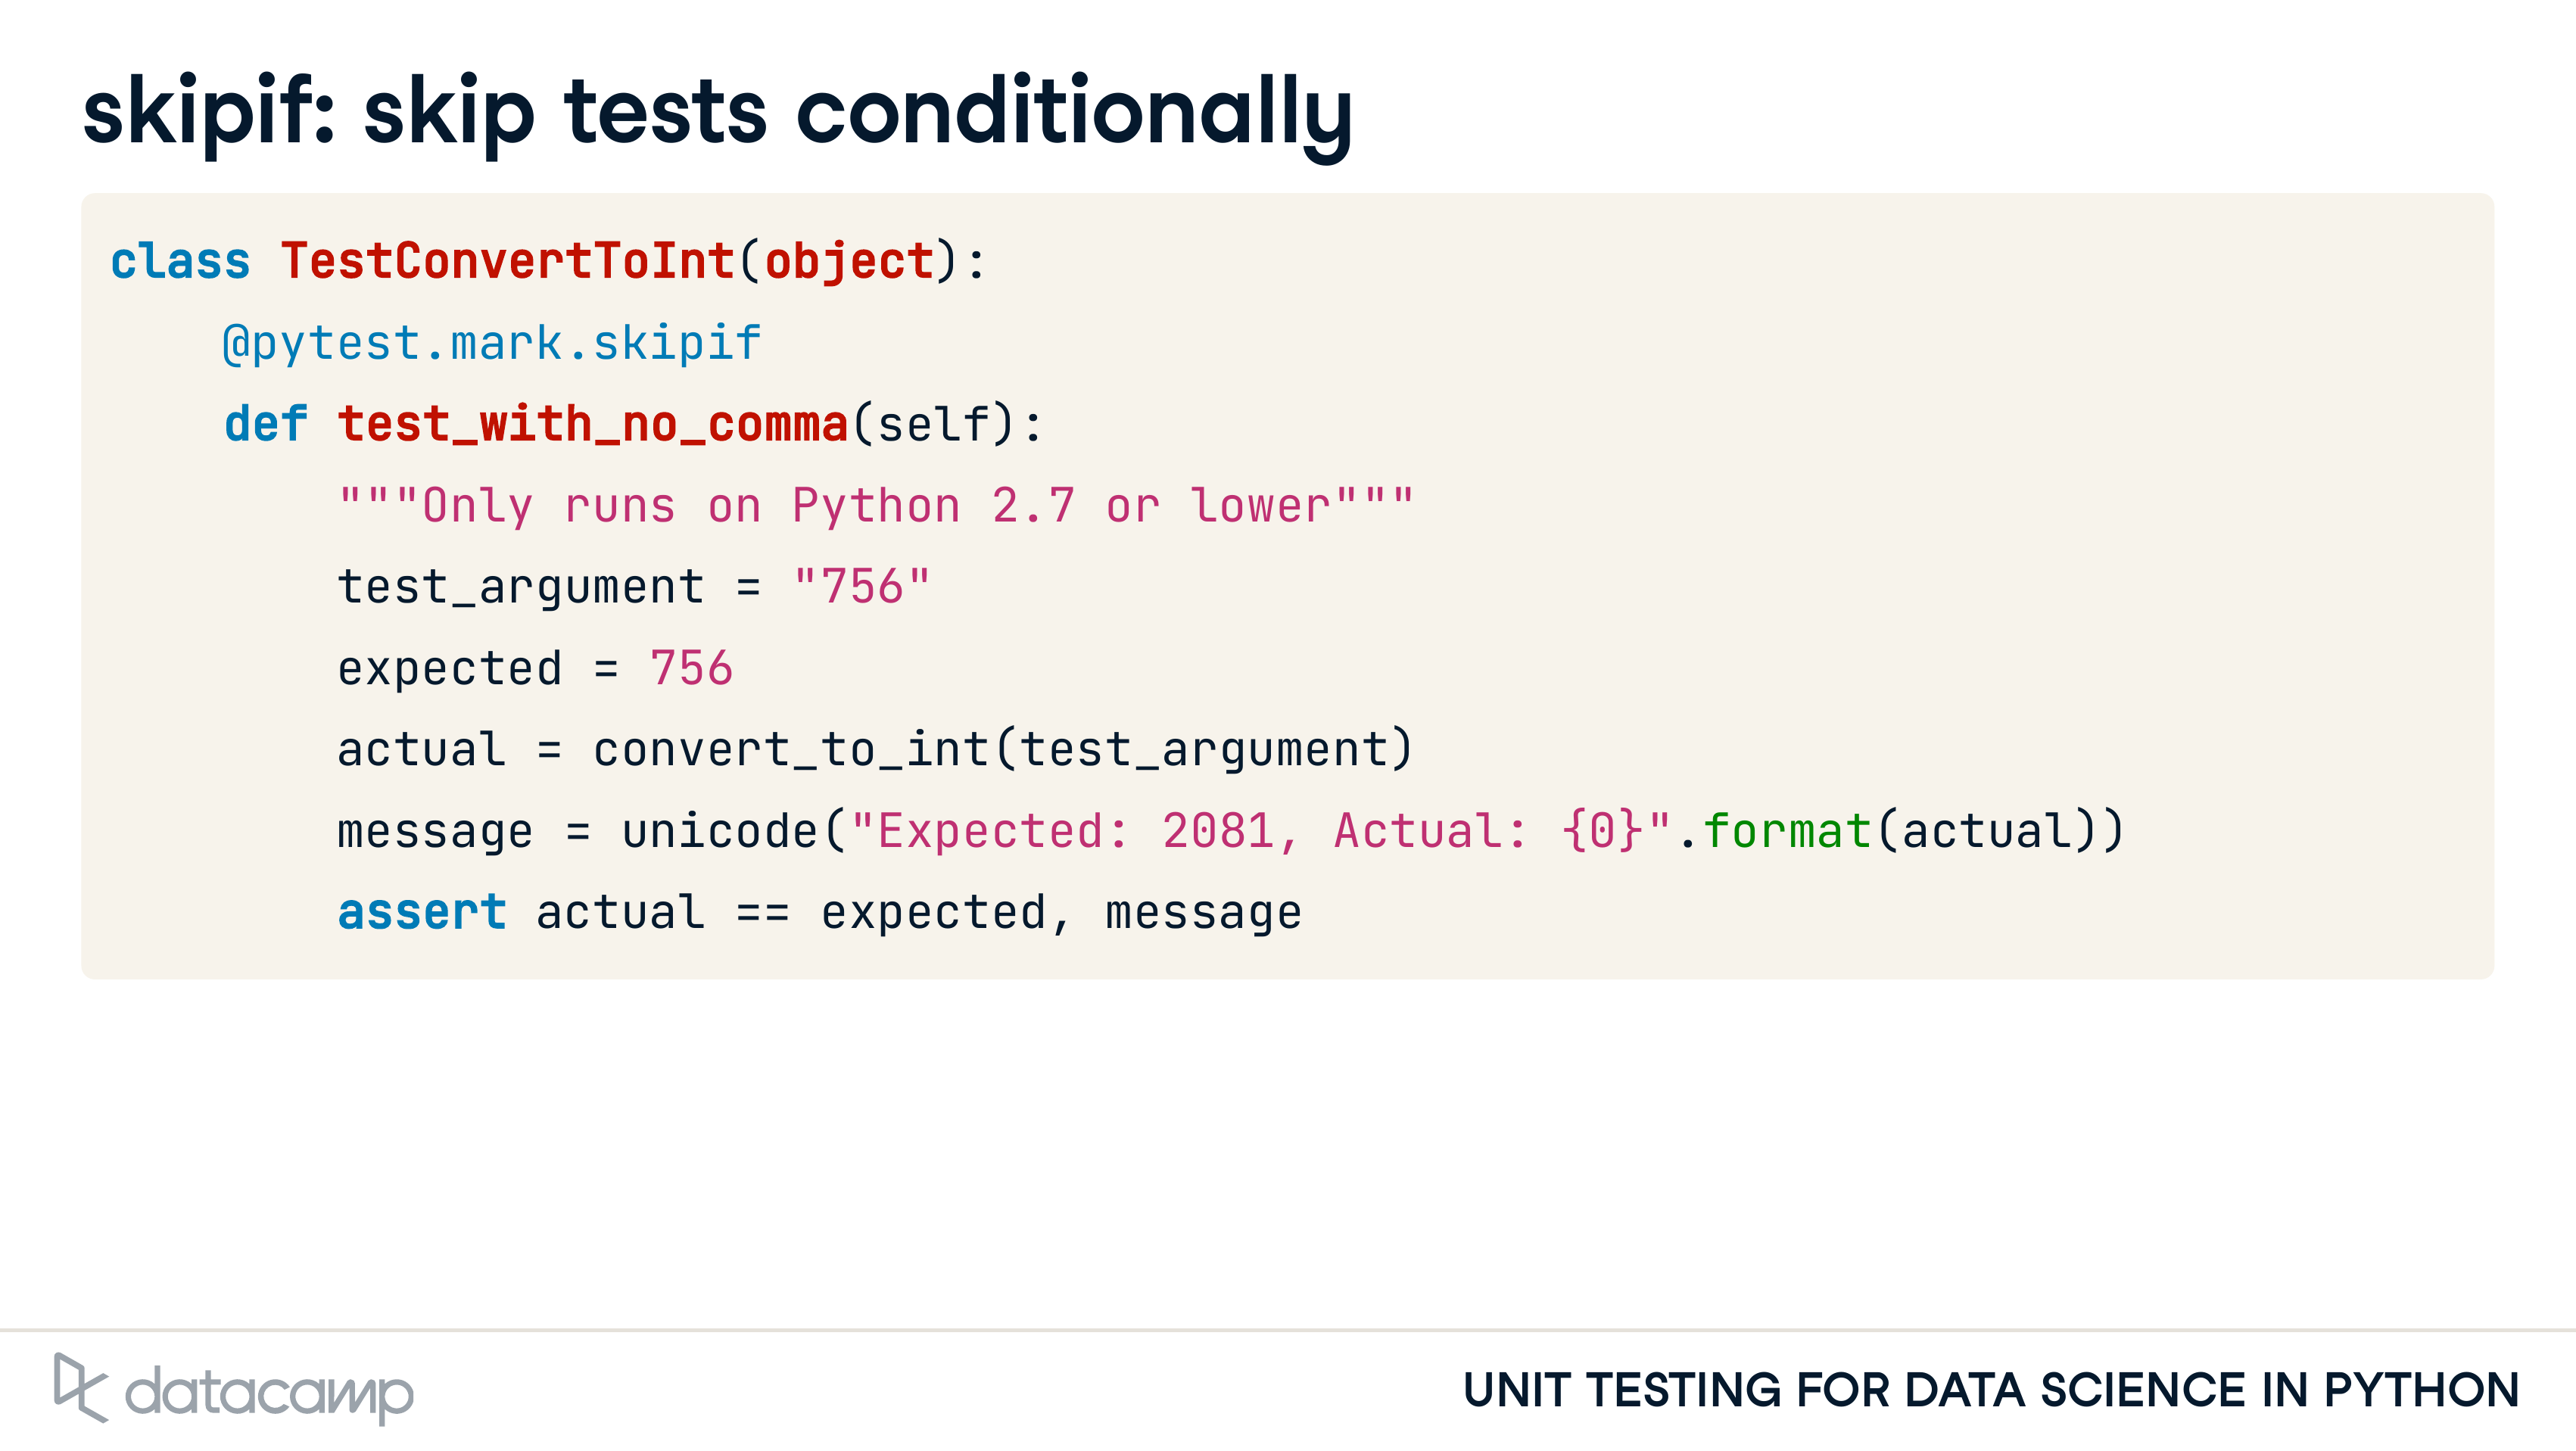 skipif: skip tests conditionally
class TestConvertToInt(object):
    @pytest.mark.skipif
    def test_with_no_comma(self):
        """Only runs on Python 2.7 or lower"""
        test_argument = "756"
        expected = 756
        actual = convert_to_int(test_argument)
        message = unicode("Expected: 2081, Actual: {0}".format(actual))
        assert actual == expected, message
datacamp
UNIT TESTING FOR DATA SCIENCE IN PYTHON